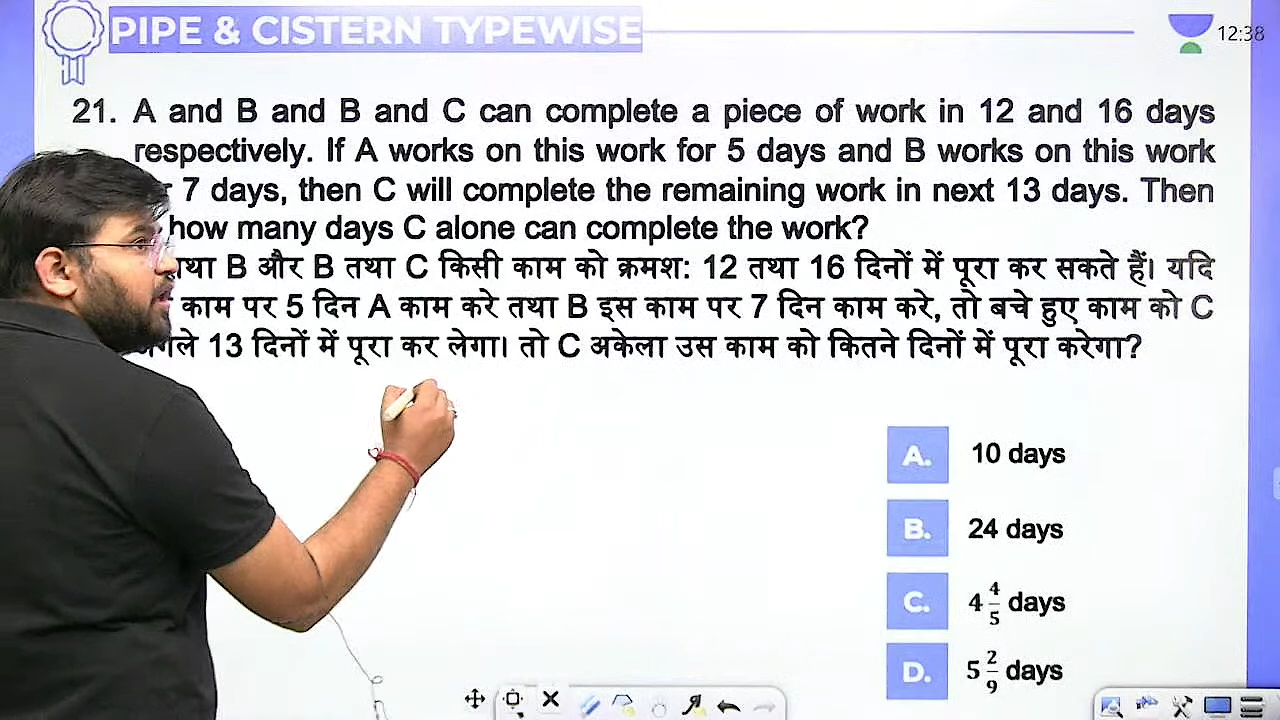 PIPE & CISTERN TYPEWISE
12:38
21. A and B and B and C can complete a piece of work in 12 and 16 days
respectively. If A works on this work for 5 days and B works on this work
7 days, then C will complete the remaining work in next 13 days. Then
how many days C alone can complete the work?
B और B तथा C किसी काम को क्रमश: 12 तथा 16 दिनों में पूरा कर सकते हैं। यदि
काम पर 5 दिन A काम करे तथा B इस काम पर 7 दिन काम करे, तो बचे हुए काम को C
13 दिनों में पूरा कर लेगा। तो C अकेला उस काम को कितने दिनों में पूरा करेगा?
A. 10 days
B. 24 days
C. 4 4/5 days
D. 5 2/9 days